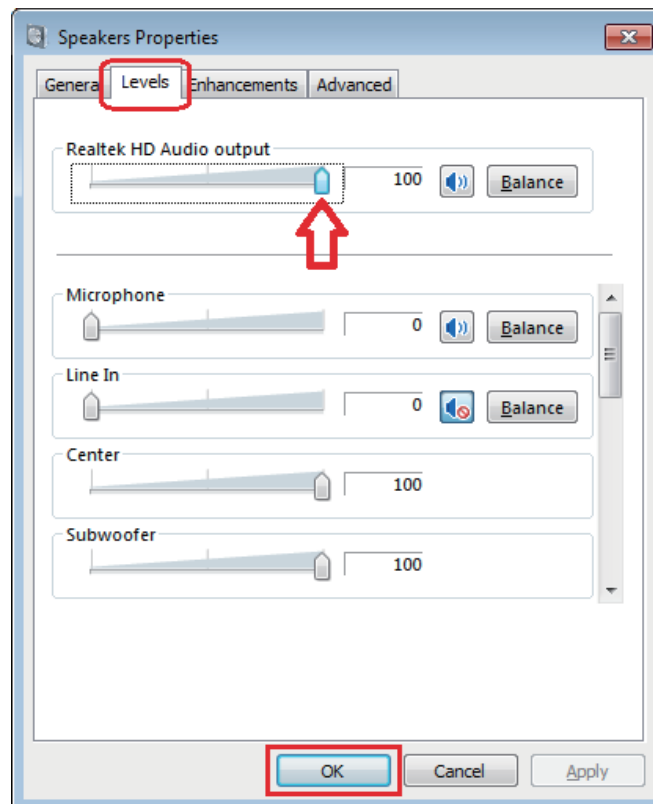 Speakers Properties
General Levels Enhancements Advanced
Realtek HD Audio output
100 Balance
Microphone
0 Balance
Line In
0 Balance
Center
100
Subwoofer
100
OK Cancel Apply